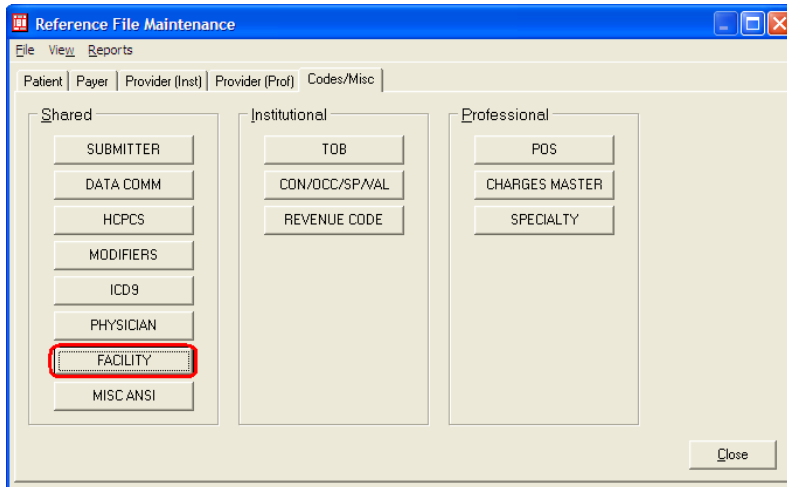 Reference File Maintenance
File View Reports
Patient Payer Provider (Inst) Provider (Prof) Codes/Misc
Shared
SUBMITTER
DATA COMM
HCPCS
MODIFIERS
ICD9
PHYSICIAN
FACILITY
MISC ANSI
Institutional
TOB
CON/OCC/SP/VAL
REVENUE CODE
Professional
POS
CHARGES MASTER
SPECIALTY
Close